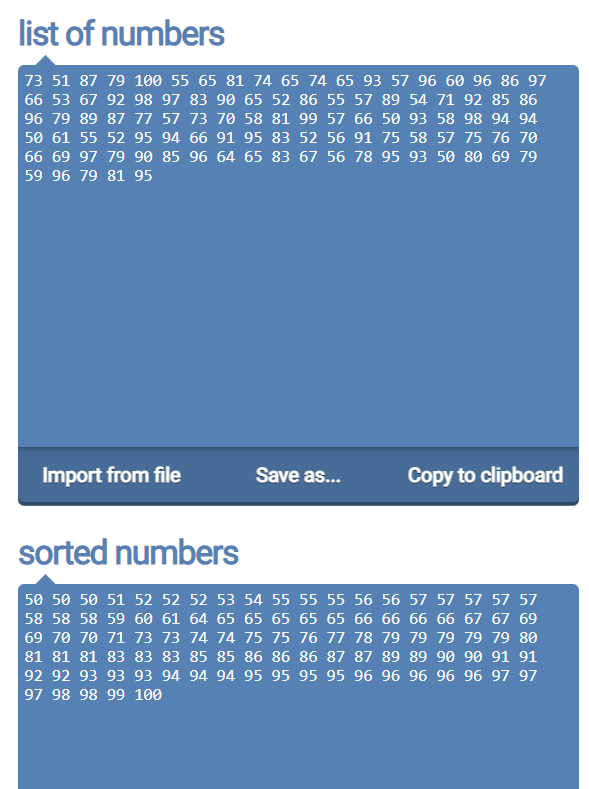 list of numbers
73 51 87 79 100 55 65 81 74 65 74 65 93 57 96 60 96 86 97
66 53 67 92 98 97 83 90 65 52 86 55 57 89 54 71 92 85 86
96 79 89 87 77 57 73 70 58 81 99 57 66 50 93 58 98 94 94
50 61 55 52 95 94 66 91 95 83 52 56 91 75 58 57 75 76 70
66 69 97 79 90 85 96 64 65 83 67 56 78 95 93 50 80 69 79
59 96 79 81 95
Import from file
Save as...
Copy to clipboard
sorted numbers
50 50 50 51 52 52 52 53 54 55 55 55 56 56 57 57 57 57 57
58 58 58 59 60 61 64 65 65 65 65 65 66 66 66 66 67 67 69
69 70 70 71 73 73 74 74 75 75 76 77 78 79 79 79 79 79 80
81 81 81 83 83 83 85 85 86 86 86 87 87 89 89 90 90 91 91
92 92 93 93 93 94 94 94 95 95 95 95 96 96 96 96 96 97 97
97 98 98 99 100